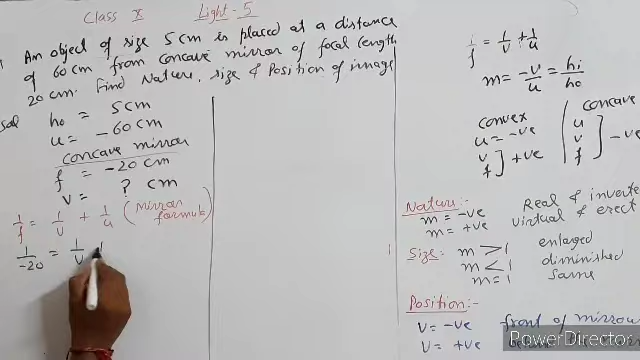 Class X Light-5
An object of size 5 cm is placed at a distance
of 60 cm from concave mirror of focal length
20 cm. Find Nature, size & Position of image
Sol
ho = 5 cm
u = -60 cm
concave mirror
f = -20 cm
v = ? cm
1/f = 1/v + 1/u (mirror formula)
1/-20 = 1/v
1/f = 1/v + 1/u
m = -v/u = hi/ho
convex
u = -ve
v
f ] +ve
concave
u
v
f ] -ve
Nature:-
m = -ve Real & inverte
m = +ve virtual & erect
Size:- m > 1 enlarged
m < 1 diminished
m = 1 same
Position:-
v = -ve front of mirror
v = +ve
Recorded with
PowerDirector